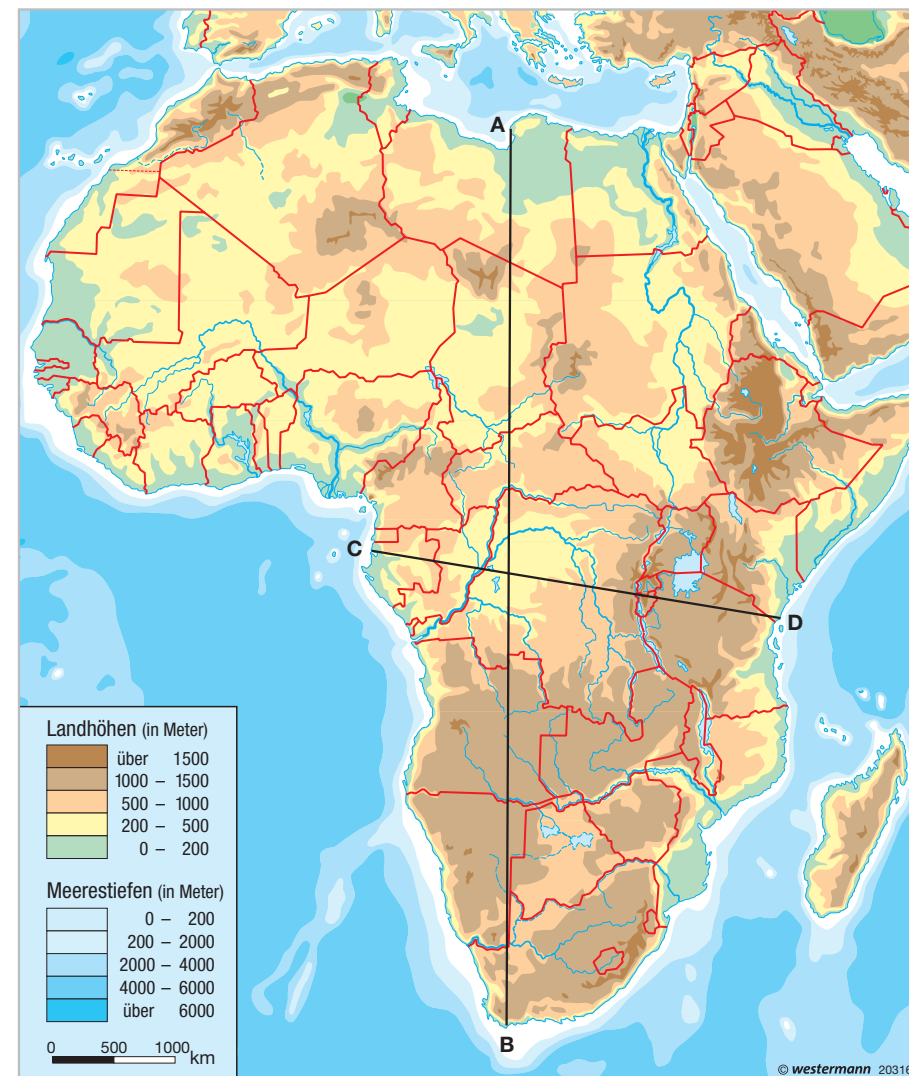 A
C
D
Landhöhen (in Meter)
über 1500
1000 – 1500
500 – 1000
200 – 500
0 – 200
Meerestiefen (in Meter)
0 – 200
200 – 2000
2000 – 4000
4000 – 6000
über 6000
0 500 1000 km
B
© westermann 20316